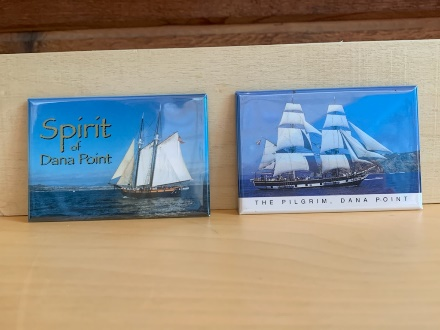 Spirit
of
Dana Point
THE PILGRIM, DANA POINT